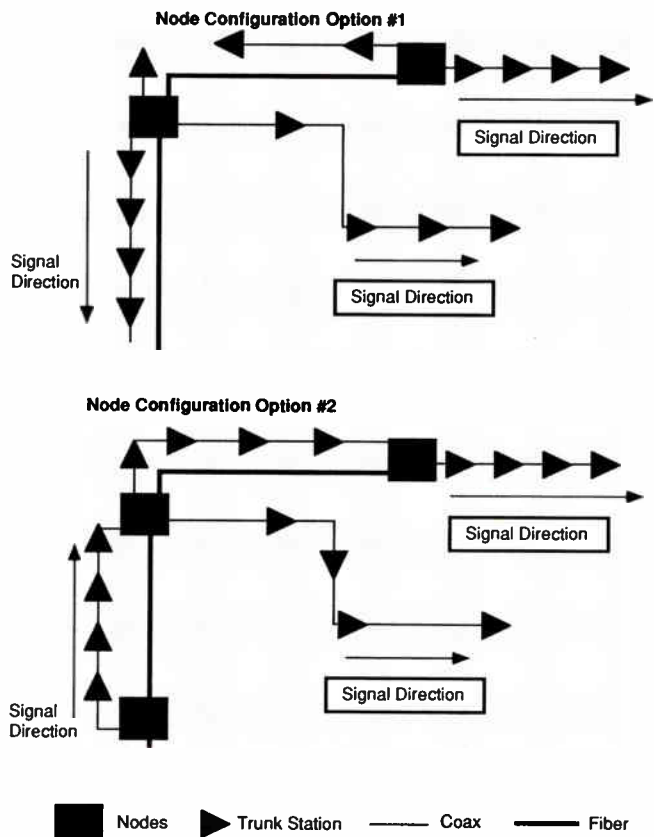 Node Configuration Option #1
Signal Direction
Signal
Direction
Signal Direction
Node Configuration Option #2
Signal Direction
Signal Direction
Signal
Direction
Nodes
Trunk Station
Coax
Fiber